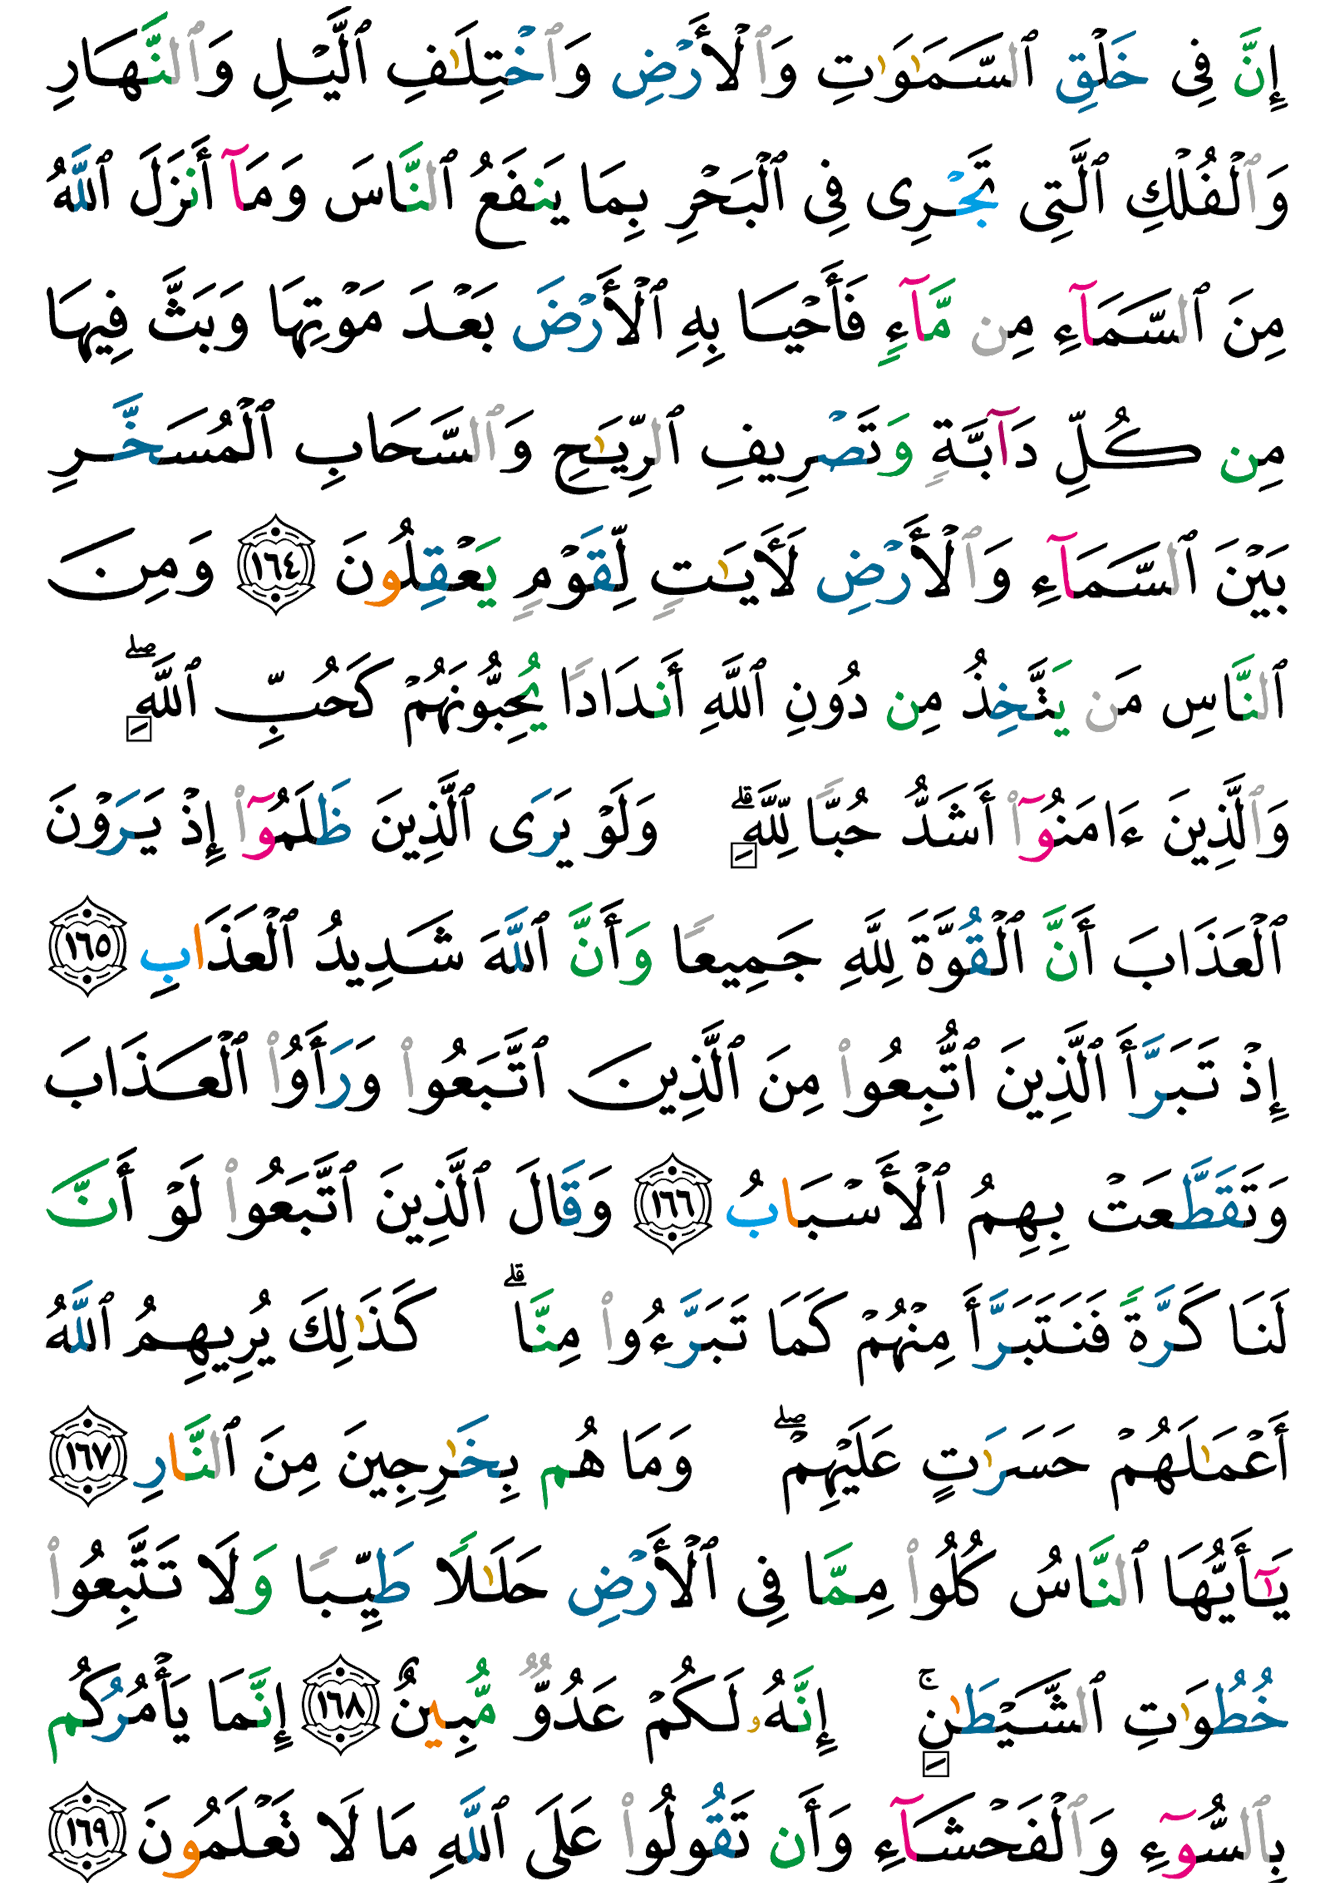 إِنَّ فِى خَلْقِ ٱلسَّمَـٰوَٰتِ وَٱلْأَرْضِ وَٱخْتِلَـٰفِ ٱلَّيْلِ وَٱلنَّهَارِ
وَٱلْفُلْكِ ٱلَّتِى تَجْرِى فِى ٱلْبَحْرِ بِمَا يَنفَعُ ٱلنَّاسَ وَمَآ أَنزَلَ ٱللَّهُ
مِنَ ٱلسَّمَآءِ مِن مَّآءٍ فَأَحْيَا بِهِ ٱلْأَرْضَ بَعْدَ مَوْتِهَا وَبَثَّ فِيهَا
مِن كُلِّ دَآبَّةٍ وَتَصْرِيفِ ٱلرِّيَـٰحِ وَٱلسَّحَابِ ٱلْمُسَخَّرِ
بَيْنَ ٱلسَّمَآءِ وَٱلْأَرْضِ لَـَٔايَـٰتٍ لِّقَوْمٍ يَعْقِلُونَ ١٦٤ وَمِنَ
ٱلنَّاسِ مَن يَتَّخِذُ مِن دُونِ ٱللَّهِ أَندَادًا يُحِبُّونَهُمْ كَحُبِّ ٱللَّهِ ۖ
وَٱلَّذِينَ ءَامَنُوٓا۟ أَشَدُّ حُبًّا لِّلَّهِ ۗ وَلَوْ يَرَى ٱلَّذِينَ ظَلَمُوٓا۟ إِذْ يَرَوْنَ
ٱلْعَذَابَ أَنَّ ٱلْقُوَّةَ لِلَّهِ جَمِيعًا وَأَنَّ ٱللَّهَ شَدِيدُ ٱلْعَذَابِ ١٦٥
إِذْ تَبَرَّأَ ٱلَّذِينَ ٱتُّبِعُوا۟ مِنَ ٱلَّذِينَ ٱتَّبَعُوا۟ وَرَأَوُا۟ ٱلْعَذَابَ
وَتَقَطَّعَتْ بِهِمُ ٱلْأَسْبَابُ ١٦٦ وَقَالَ ٱلَّذِينَ ٱتَّبَعُوا۟ لَوْ أَنَّ
لَنَا كَرَّةً فَنَتَبَرَّأَ مِنْهُمْ كَمَا تَبَرَّءُوا۟ مِنَّا ۗ كَذَٰلِكَ يُرِيهِمُ ٱللَّهُ
أَعْمَـٰلَهُمْ حَسَرَٰتٍ عَلَيْهِمْ ۖ وَمَا هُم بِخَـٰرِجِينَ مِنَ ٱلنَّارِ ١٦٧
يَـٰٓأَيُّهَا ٱلنَّاسُ كُلُوا۟ مِمَّا فِى ٱلْأَرْضِ حَلَـٰلًا طَيِّبًا وَلَا تَتَّبِعُوا۟
خُطُوَٰتِ ٱلشَّيْطَـٰنِ ۚ إِنَّهُۥ لَكُمْ عَدُوٌّ مُّبِينٌ ١٦٨ إِنَّمَا يَأْمُرُكُم
بِٱلسُّوٓءِ وَٱلْفَحْشَآءِ وَأَن تَقُولُوا۟ عَلَى ٱللَّهِ مَا لَا تَعْلَمُونَ ١٦٩